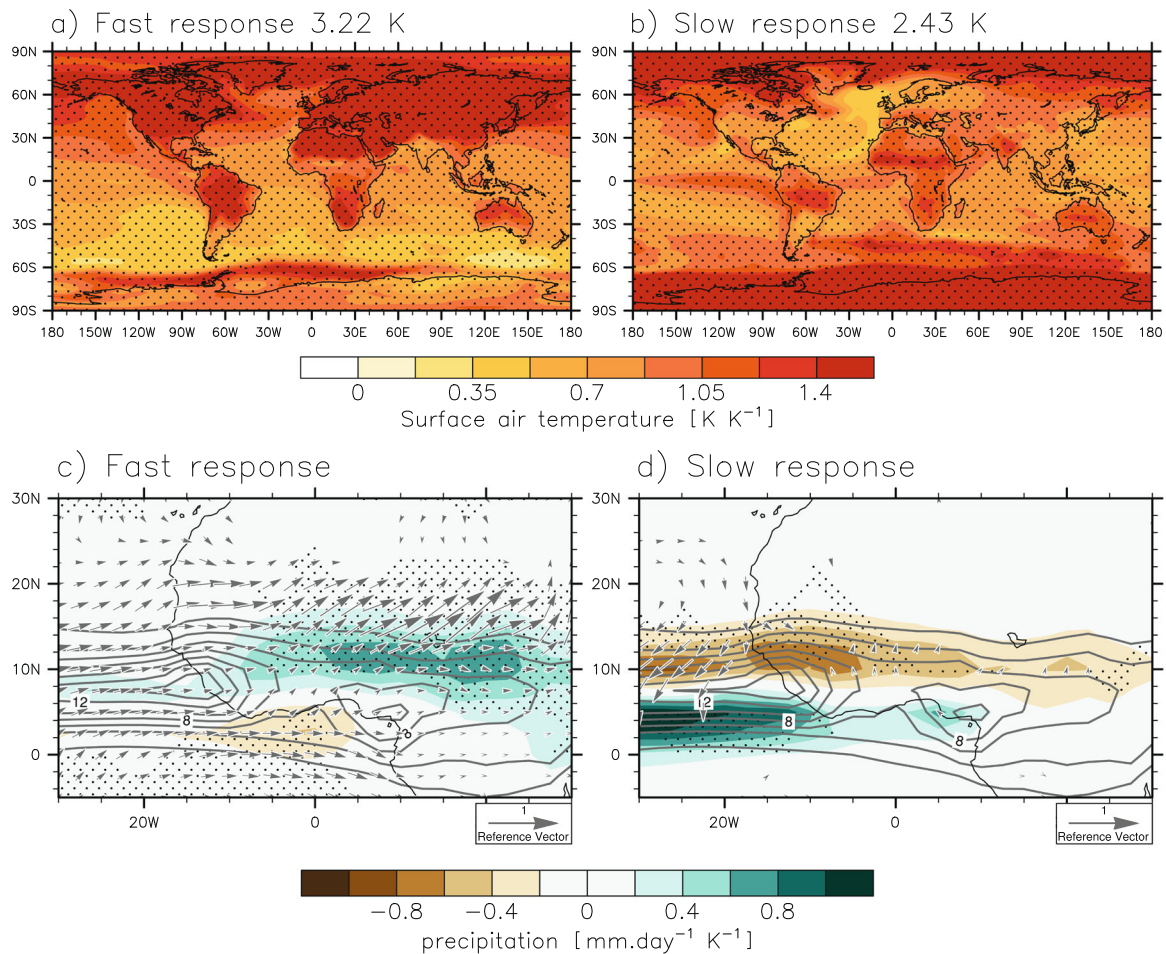 a) Fast response 3.22 K
b) Slow response 2.43 K
90N 90N
60N 60N
30N 30N
0 0
30S 30S
60S 60S
90S 90S
180 150W 120W 90W 60W 30W 0 30E 60E 90E 120E 150E 180
180 150W 120W 90W 60W 30W 0 30E 60E 90E 120E 150E 180
0 0.35 0.7 1.05 1.4
Surface air temperature [K K⁻¹]
c) Fast response
d) Slow response
30N 30N
20N 20N
10N 10N
12 4 8
12 8 8
0 0
20W 0
20W 0
1
Reference Vector
1
Reference Vector
−0.8 −0.4 0 0.4 0.8
precipitation [mm.day⁻¹ K⁻¹]